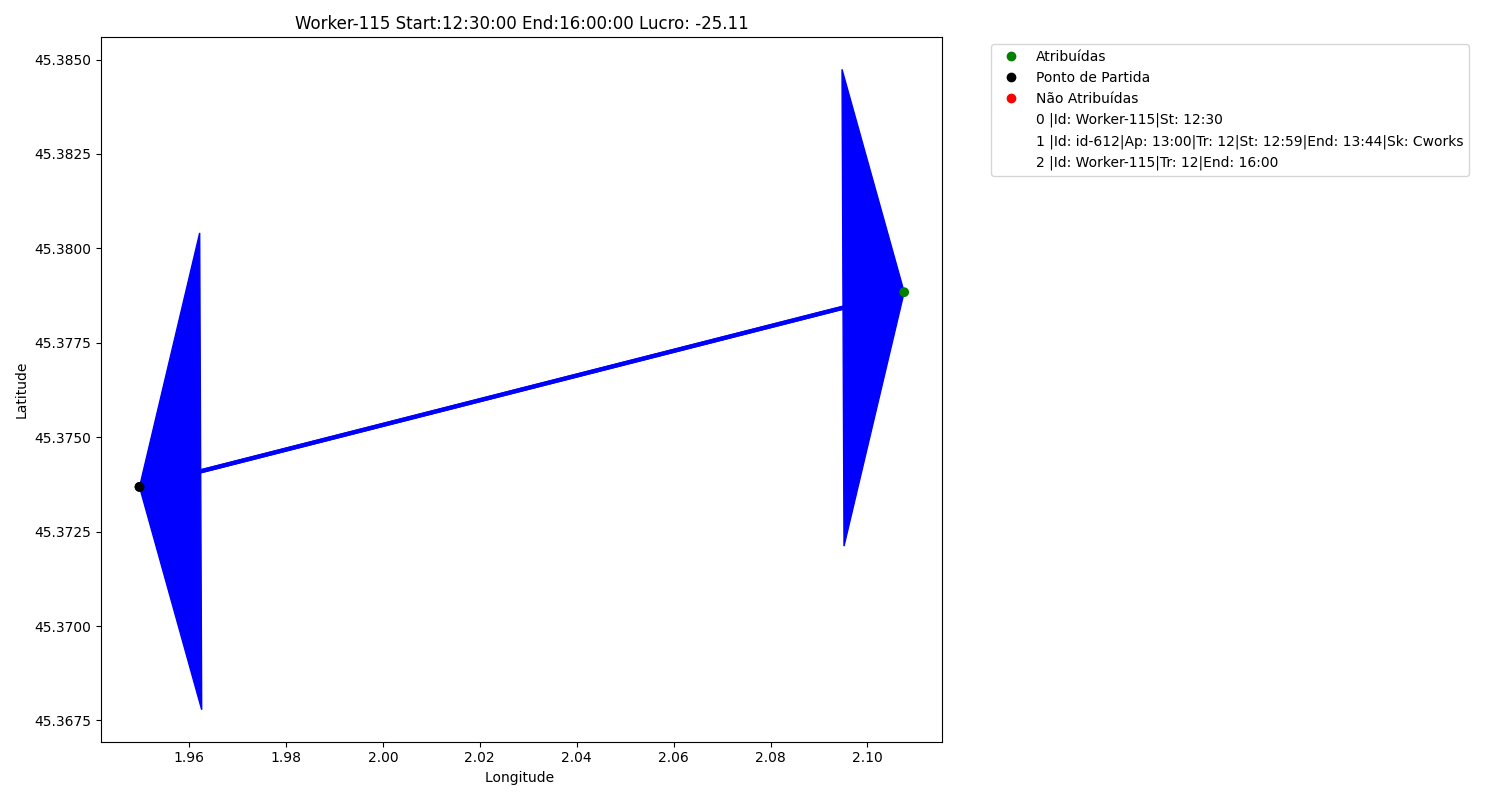 Worker-115 Start:12:30:00 End:16:00:00 Lucro: -25.11
45.3850
45.3825
45.3800
45.3775
45.3750
45.3725
45.3700
45.3675
Latitude
1.96 1.98 2.00 2.02 2.04 2.06 2.08 2.10
Longitude
Atribuídas
Ponto de Partida
Não Atribuídas
0 |Id: Worker-115|St: 12:30
1 |Id: id-612|Ap: 13:00|Tr: 12|St: 12:59|End: 13:44|Sk: Cworks
2 |Id: Worker-115|Tr: 12|End: 16:00